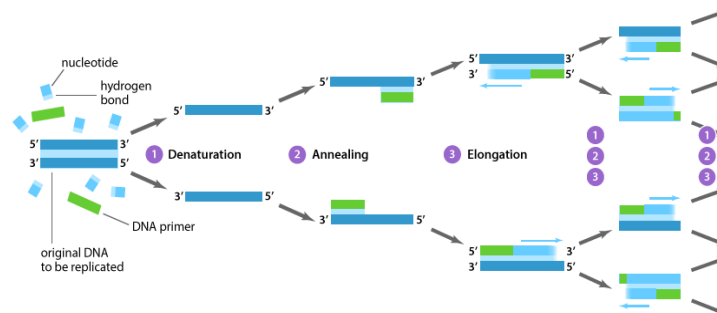 nucleotide
hydrogen
bond
5′ 3′
3′ 5′
DNA primer
original DNA
to be replicated
5′ 3′
1 Denaturation
3′ 5′
5′ 3′
2 Annealing
3′ 5′
5′ 3′
3′ 5′
3 Elongation
5′ 3′
3′ 5′
1
2
3
1
2
3